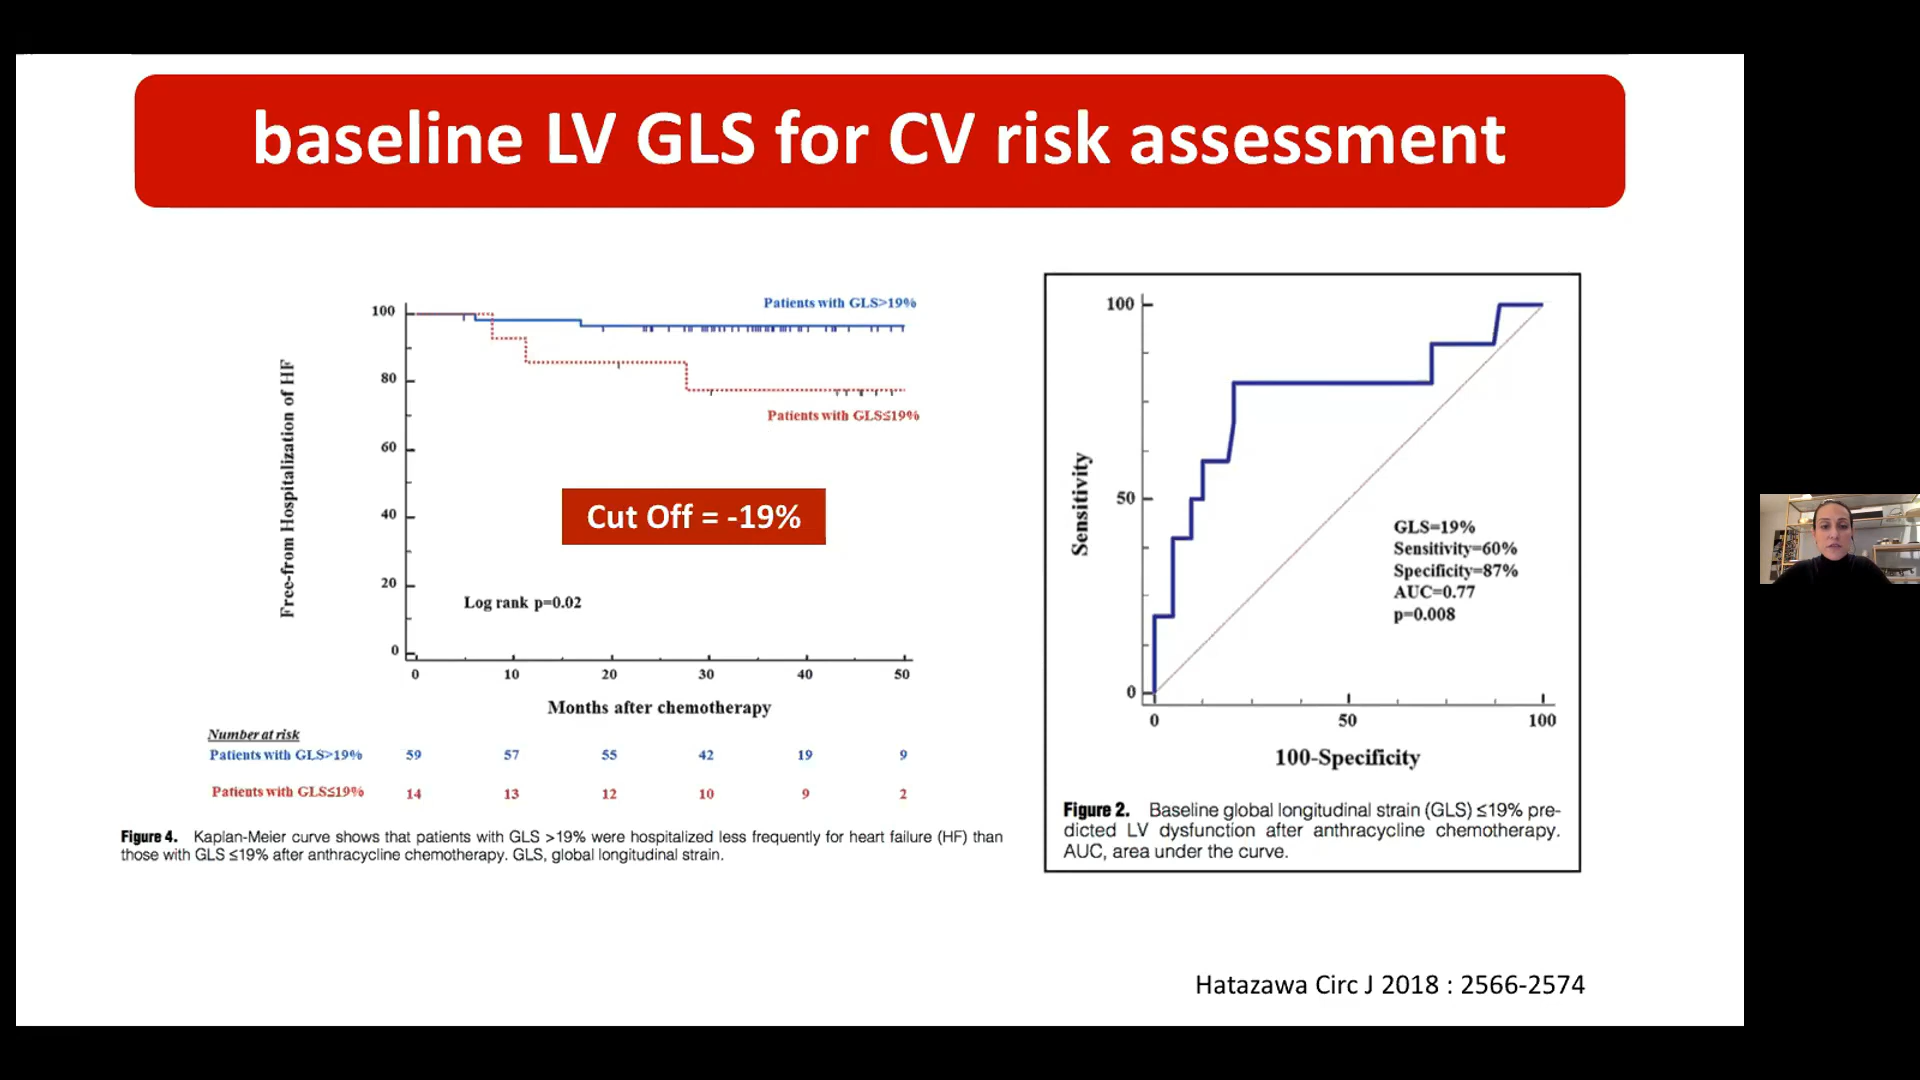 baseline LV GLS for CV risk assessment
Patients with GLS>19%
100
80
60
40
20
0
Free-from Hospitalization of HF
Patients with GLS≤19%
Cut Off = -19%
Log rank p=0.02
0 10 20 30 40 50
Months after chemotherapy
Number at risk
Patients with GLS>19% 59 57 55 42 19 9
Patients with GLS≤19% 14 13 12 10 9 2
Figure 4. Kaplan-Meier curve shows that patients with GLS >19% were hospitalized less frequently for heart failure (HF) than
those with GLS ≤19% after anthracycline chemotherapy. GLS, global longitudinal strain.
100
50
0
Sensitivity
GLS=19%
Sensitivity=60%
Specificity=87%
AUC=0.77
p=0.008
0 50 100
100-Specificity
Figure 2. Baseline global longitudinal strain (GLS) ≤19% pre-
dicted LV dysfunction after anthracycline chemotherapy.
AUC, area under the curve.
Hatazawa Circ J 2018 : 2566-2574